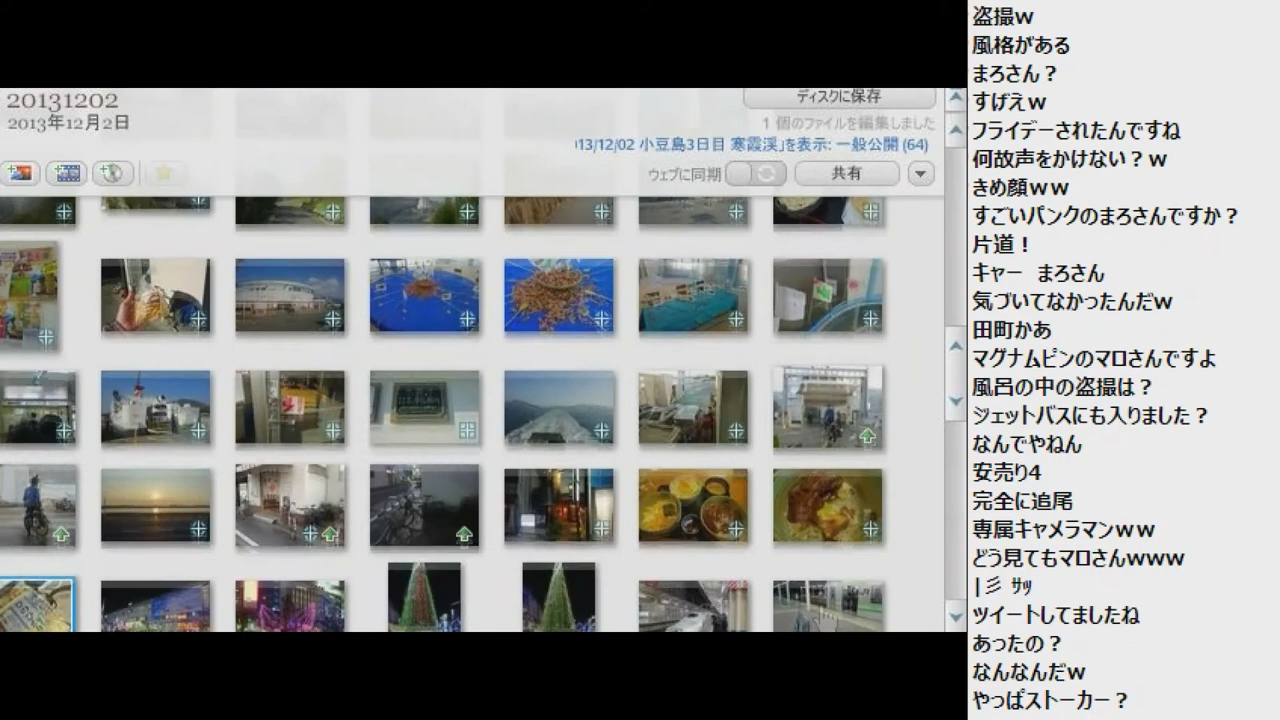 20131202
2013年12月2日
ディスクに保存
1 個のファイルを編集しました
13/12/02 小豆島3日目 寒霞渓」を表示: 一般公開 (64)
ウェブに同期
共有
盗撮w
風格がある
まろさん？
すげえw
フライデーされたんですね
何故声をかけない？w
きめ顔ww
すごいパンクのまろさんですか？
片道！
キャー　まろさん
気づいてなかったんだw
田町かあ
マグナムピンのマロさんですよ
風呂の中の盗撮は？
ジェットバスにも入りました？
なんでやねん
安売り4
完全に追尾
専属キャメラマンww
どう見てもマロさんwww
|彡 ｻｯ
ツイートしてましたね
あったの？
なんなんだw
やっぱストーカー？